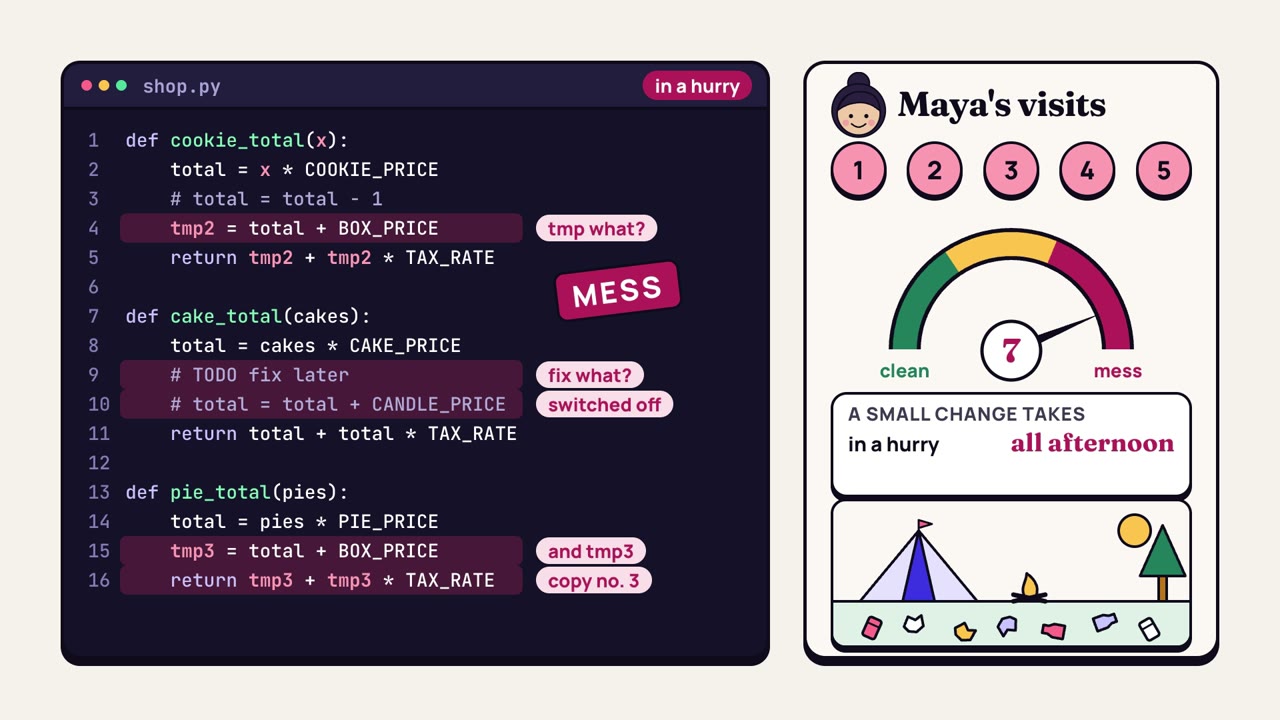 shop.py
in a hurry
1 def cookie_total(x):
2 total = x * COOKIE_PRICE
3 # total = total - 1
4 tmp2 = total + BOX_PRICE
tmp what?
5 return tmp2 + tmp2 * TAX_RATE
6
MESS
7 def cake_total(cakes):
8 total = cakes * CAKE_PRICE
9 # TODO fix later
fix what?
10 # total = total + CANDLE_PRICE
switched off
11 return total + total * TAX_RATE
12
13 def pie_total(pies):
14 total = pies * PIE_PRICE
15 tmp3 = total + BOX_PRICE
and tmp3
16 return tmp3 + tmp3 * TAX_RATE
copy no. 3
Maya's visits
1 2 3 4 5
7
clean
mess
A SMALL CHANGE TAKES
in a hurry
all afternoon